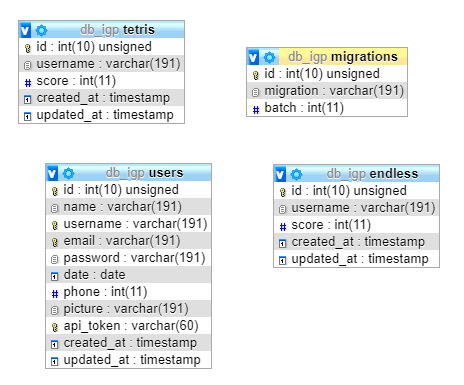 db_igp tetris
id : int(10) unsigned
username : varchar(191)
score : int(11)
created_at : timestamp
updated_at : timestamp
db_igp migrations
id : int(10) unsigned
migration : varchar(191)
batch : int(11)
db_igp users
id : int(10) unsigned
name : varchar(191)
username : varchar(191)
email : varchar(191)
password : varchar(191)
date : date
phone : int(11)
picture : varchar(191)
api_token : varchar(60)
created_at : timestamp
updated_at : timestamp
db_igp endless
id : int(10) unsigned
username : varchar(191)
score : int(11)
created_at : timestamp
updated_at : timestamp